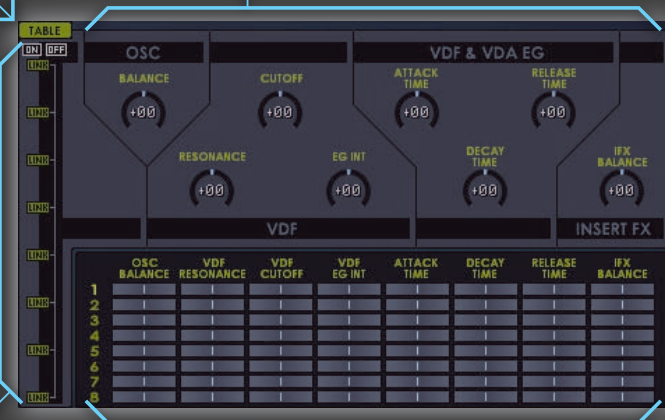 TABLE
ON OFF
OSC
VDF & VDA EG
LINK
BALANCE
CUTOFF
ATTACK TIME
RELEASE TIME
+00
+00
+00
+00
LINK
LINK
RESONANCE
EG INT
DECAY TIME
IFX BALANCE
+00
+00
+00
+00
LINK
VDF
INSERT FX
LINK
OSC BALANCE
VDF RESONANCE
VDF CUTOFF
VDF EG INT
ATTACK TIME
DECAY TIME
RELEASE TIME
IFX BALANCE
1
2
LINK
3
4
5
LINK
6
7
8
LINK